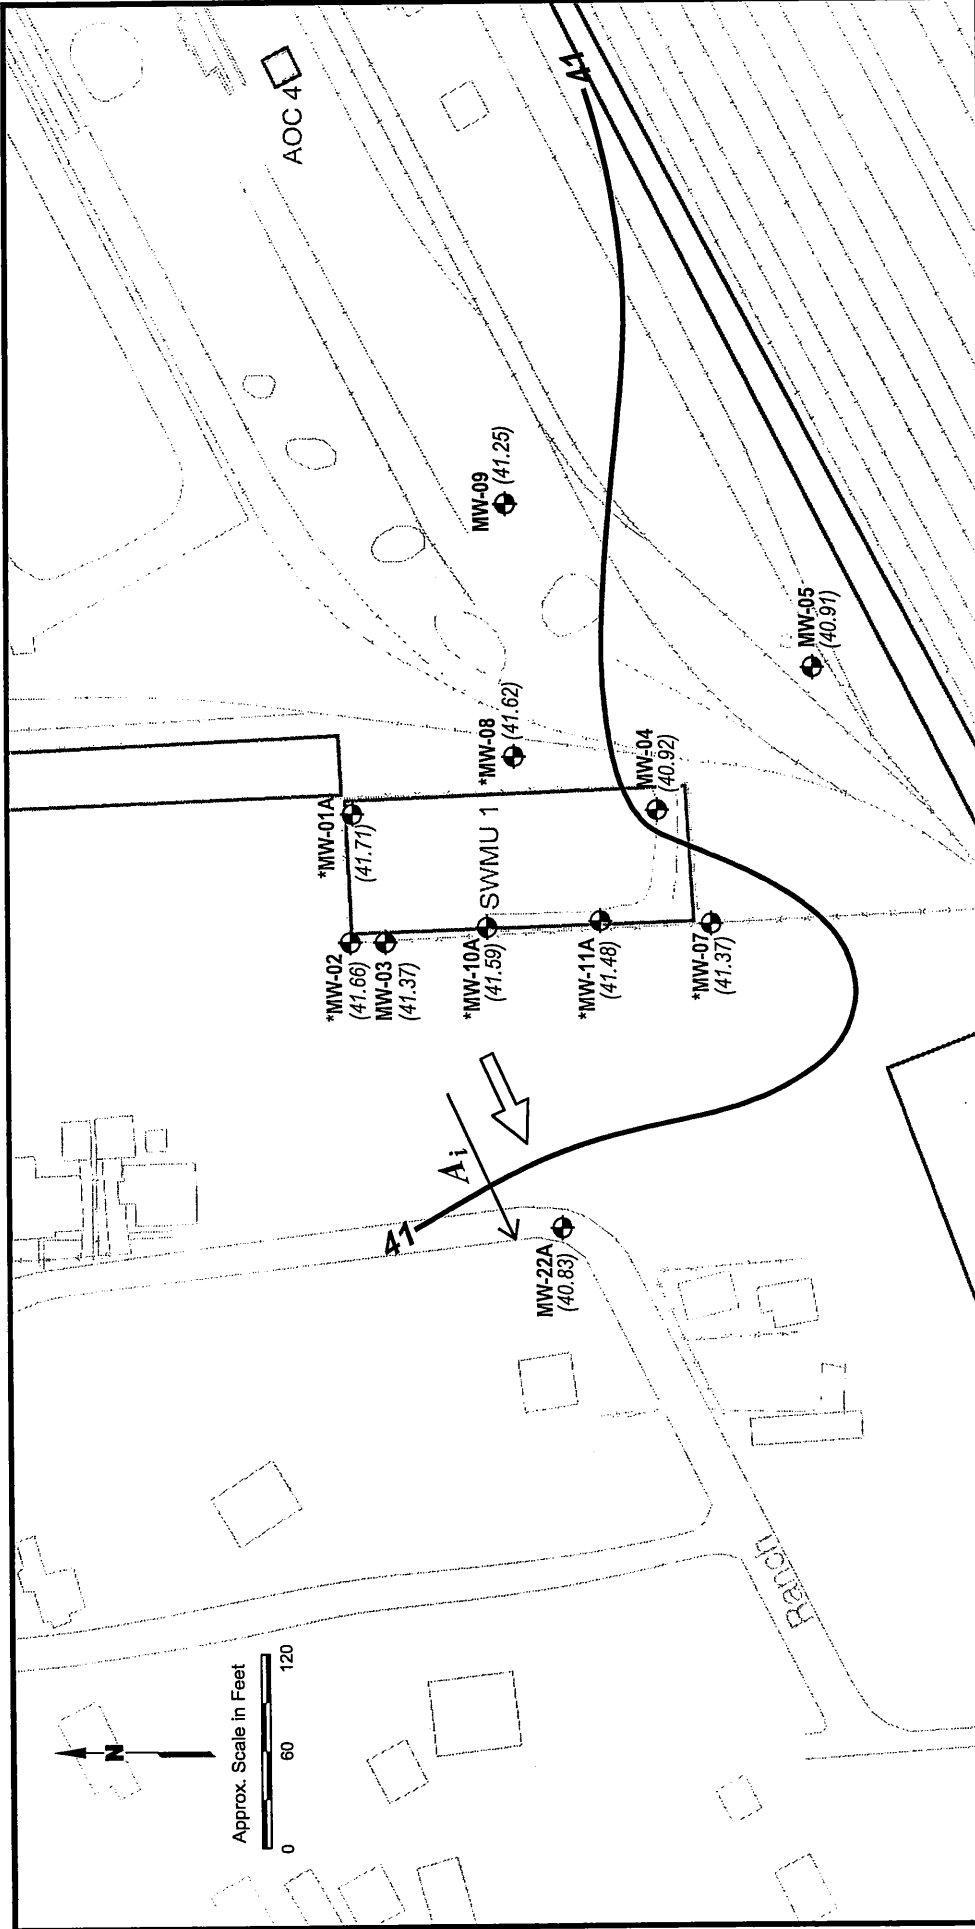 AOC 4
41
MW-09
(41.25)
*MW-08
(41.62)
MW-05
(40.91)
MW-04
(40.92)
*MW-01A
(41.71)
SWMU 1
*MW-02
(41.66)
MW-03
(41.37)
*MW-10A
(41.59)
*MW-11A
(41.48)
*MW-07
(41.37)
Ai
41
MW-22A
(40.83)
Ranch
N
Approx. Scale in Feet
0 60 120